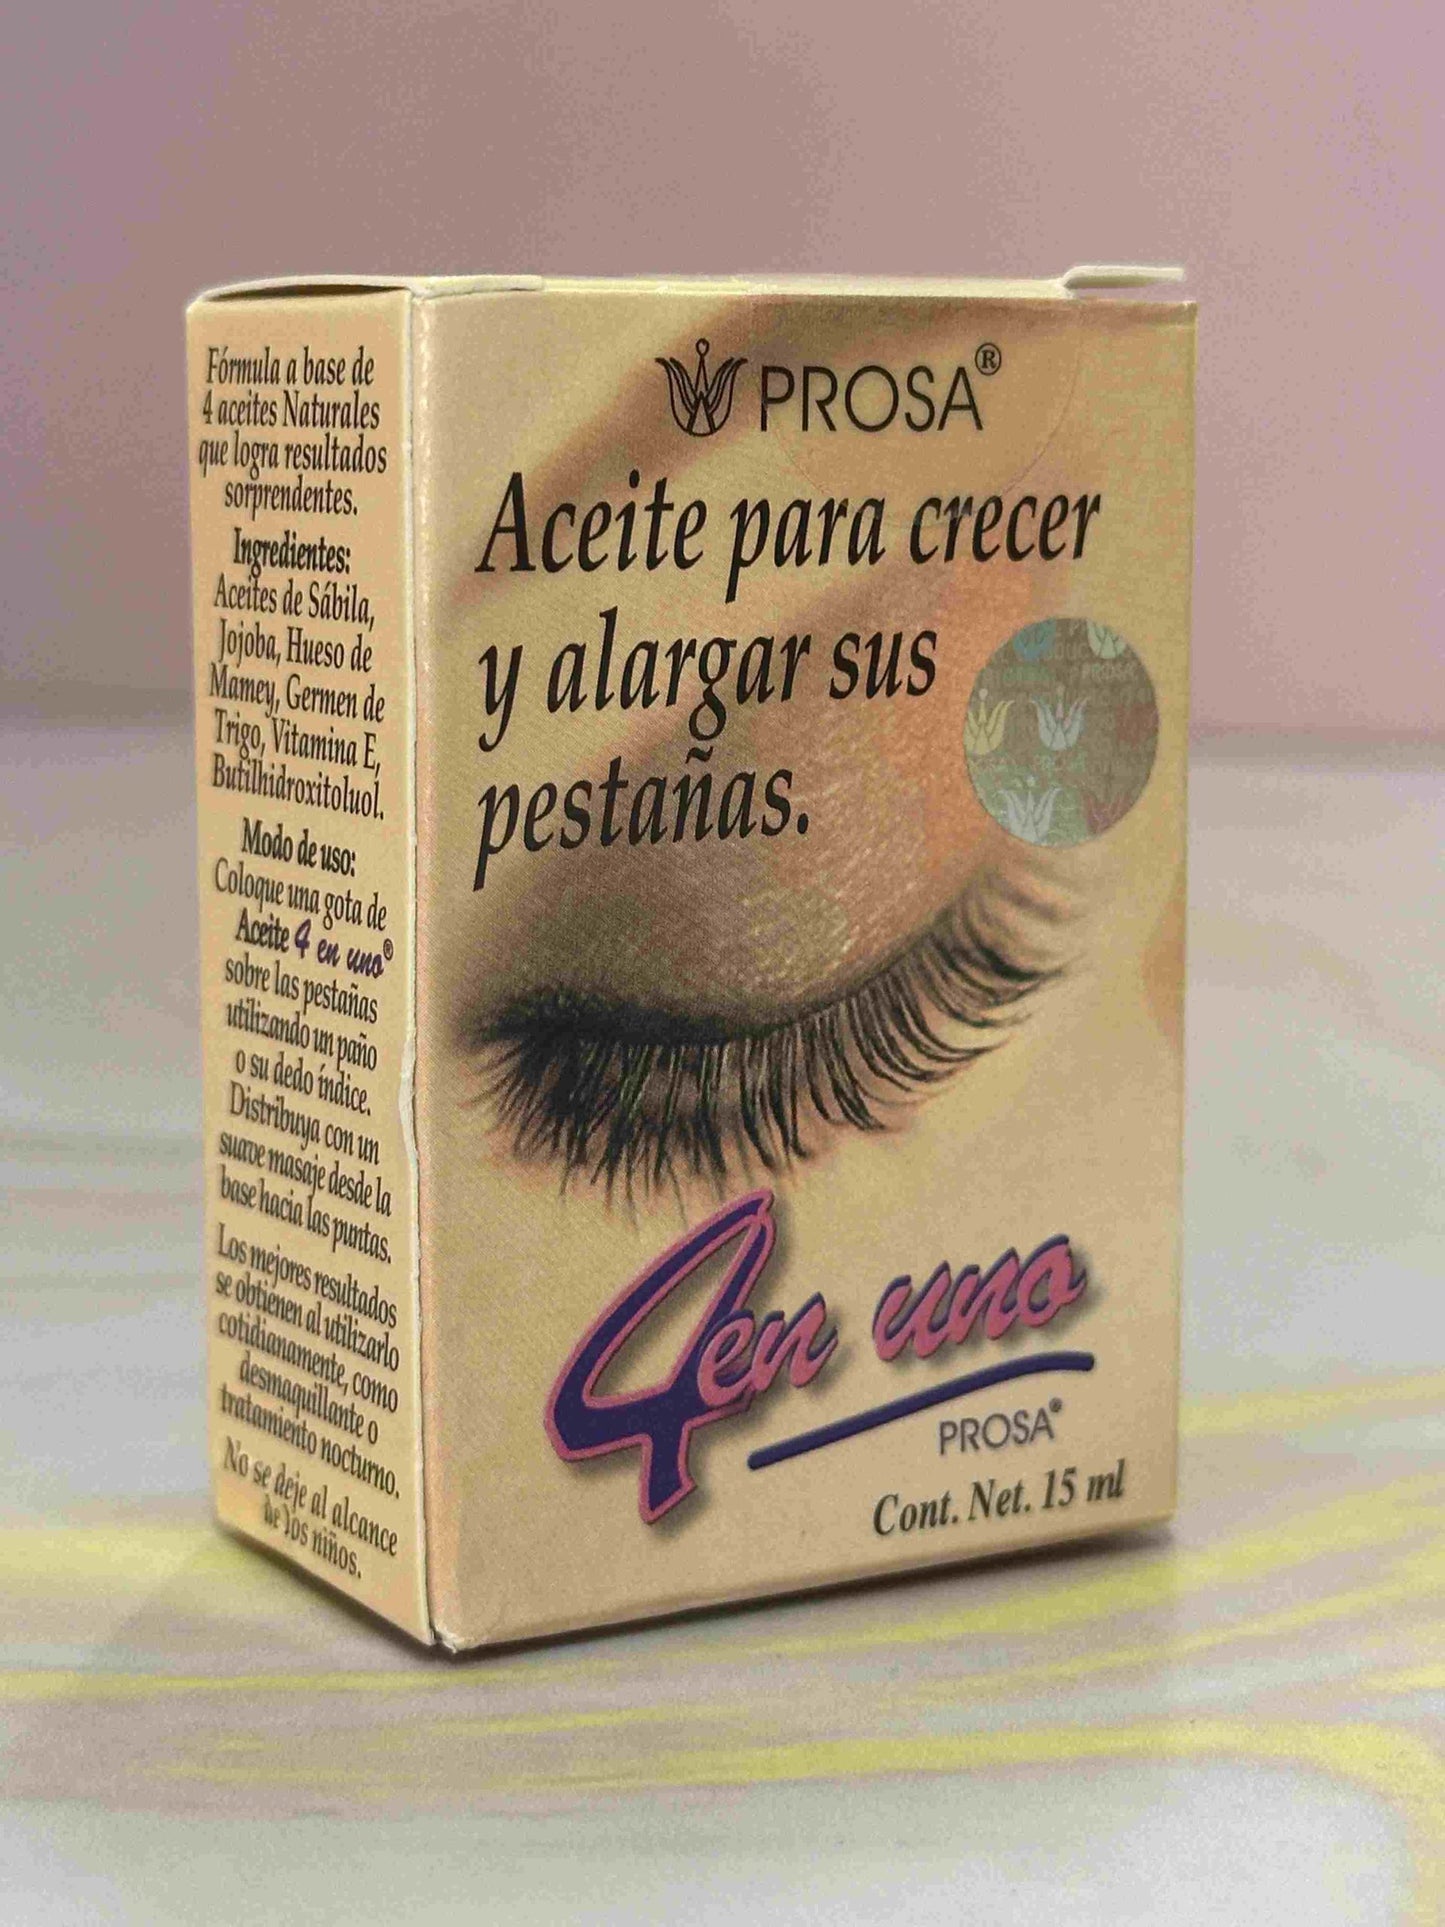 Fórmula a base de
4 aceites Naturales
que logra resultados
sorprendentes.
Ingredientes:
Aceites de Sábila,
Jojoba, Hueso de
Mamey, Germen de
Trigo, Vitamina E,
Butilhidroxitoluol.
Modo de uso:
Coloque una gota de
Aceite 4 en uno®
sobre las pestañas
utilizando un paño
o su dedo índice.
Distribuya con un
suave masaje desde la
base hacia las puntas.
Los mejores resultados
se obtienen al utilizarlo
cotidianamente, como
desmaquillante o
tratamiento nocturno.
No se deje al alcance
de los niños.
PROSA®
Aceite para crecer
y alargar sus
pestañas.
PROSA
4 en uno
PROSA®
Cont. Net. 15 ml